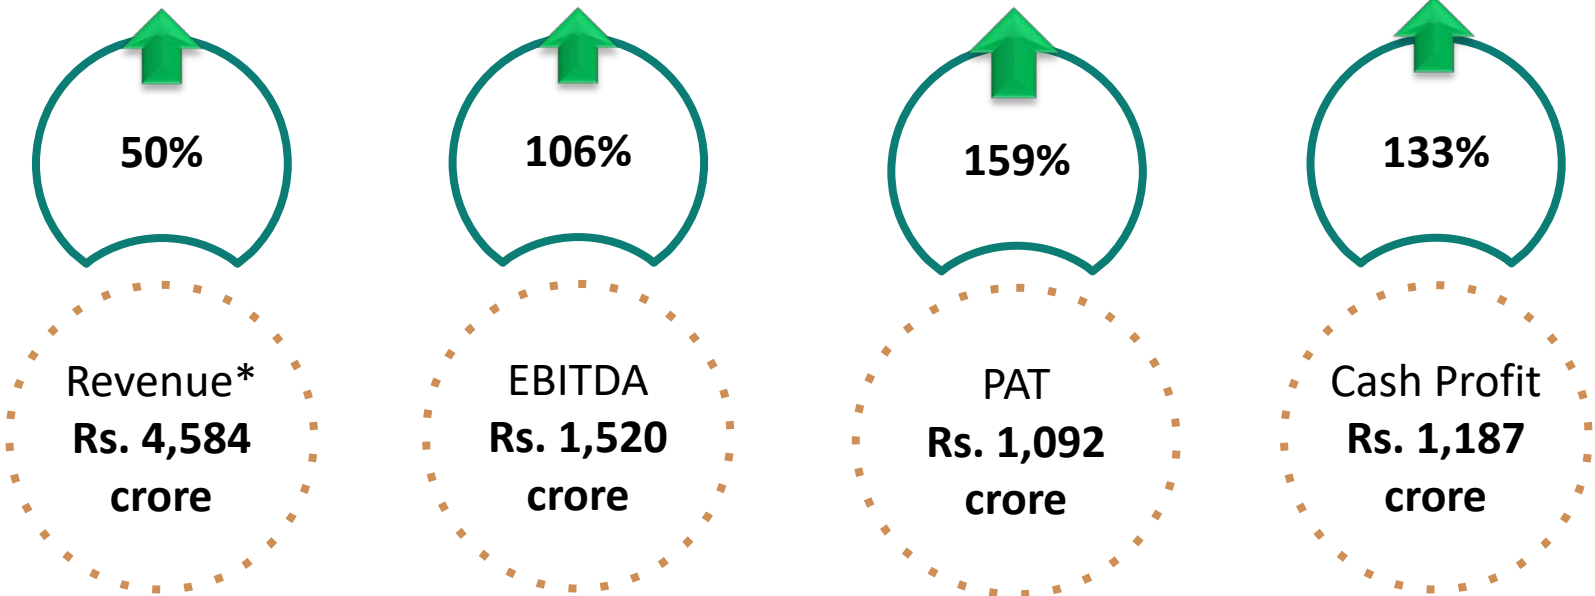 50%
106%
159%
133%
Revenue*
Rs. 4,584
crore
EBITDA
Rs. 1,520
crore
PAT
Rs. 1,092
crore
Cash Profit
Rs. 1,187
crore